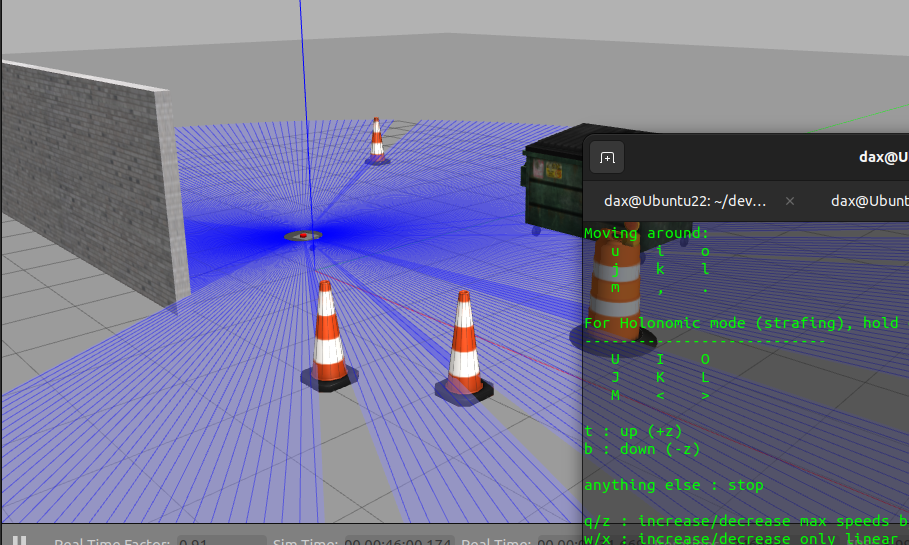 dax@U
dax@Ubuntu22: ~/dev… × dax@Ubunt
Moving around:
u i o
j k l
m , .
For Holonomic mode (strafing), hold
---------------------------
U I O
J K L
M < >
t : up (+z)
b : down (-z)
anything else : stop
q/z : increase/decrease max speeds b
w/x : increase/decrease only linear
Real Time Factor: 0.91 Sim Time: 00 00:46:00.174 Real Time: 00 00: